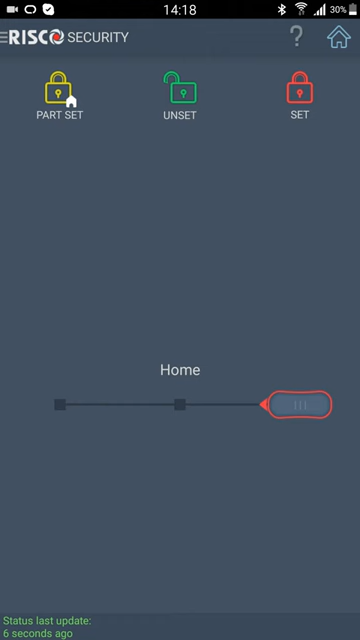 14:18
30%
RISCO SECURITY
?
PART SET
UNSET
SET
Home
Status last update:
6 seconds ago